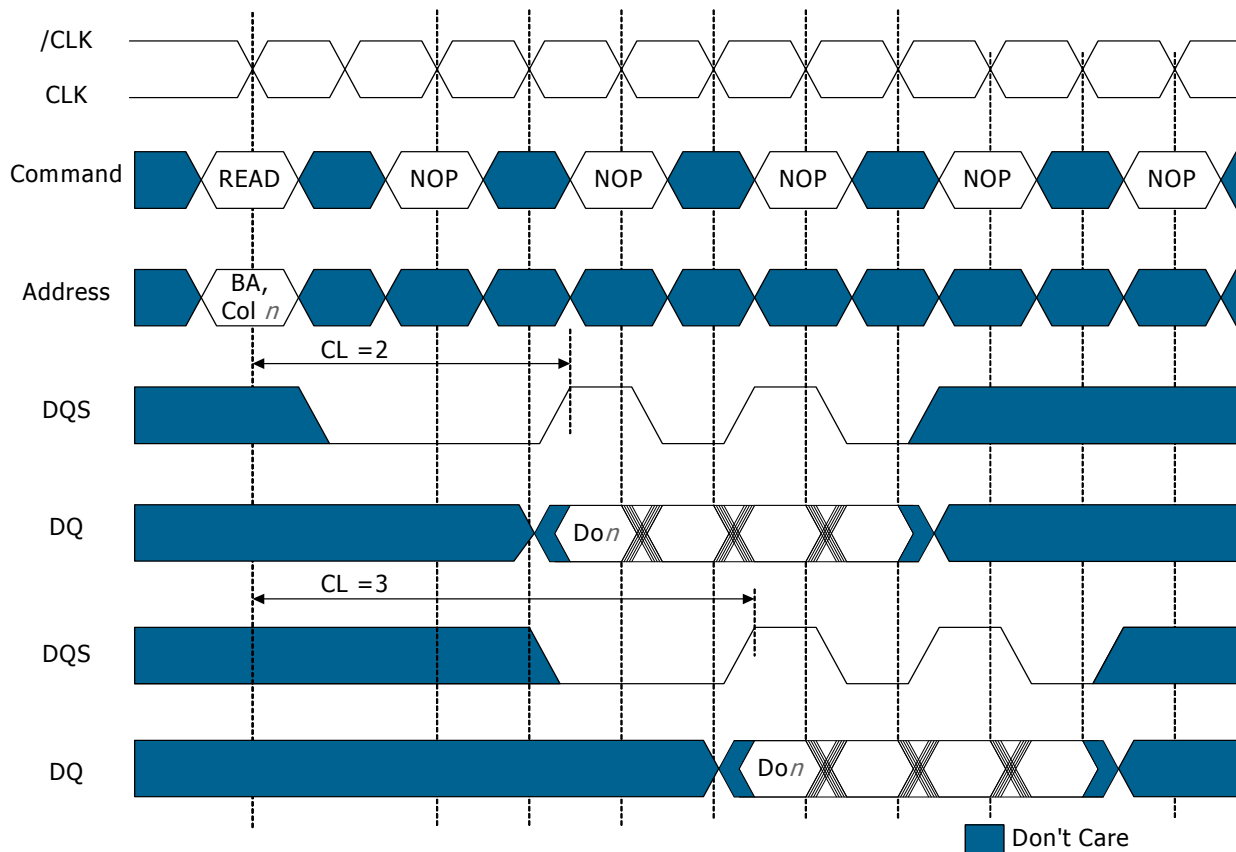 /CLK
CLK
Command
READ
NOP
NOP
NOP
NOP
NOP
Address
BA,
Col n
CL =2
DQS
DQ
Don
CL =3
DQS
DQ
Don
Don't Care